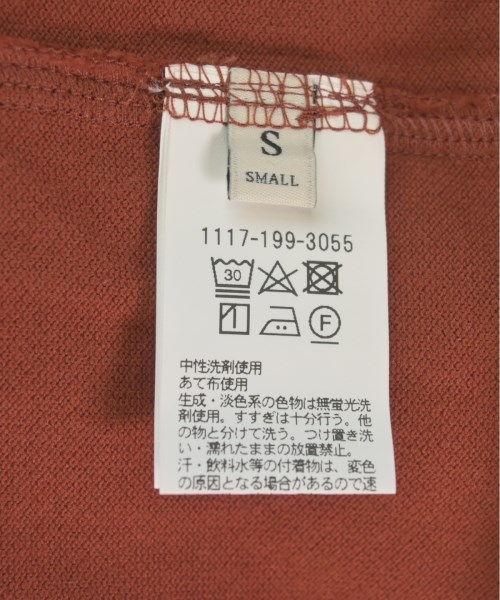 S
SMALL
1117-199-3055
30
F
中性洗剤使用
あて布使用
生成・淡色系の色物は無蛍光洗
剤使用。すすぎは十分行う。他
の物と分けて洗う。つけ置き洗
い・濡れたままの放置禁止。
汗・飲料水等の付着物は、変色
の原因となる場合があるので速